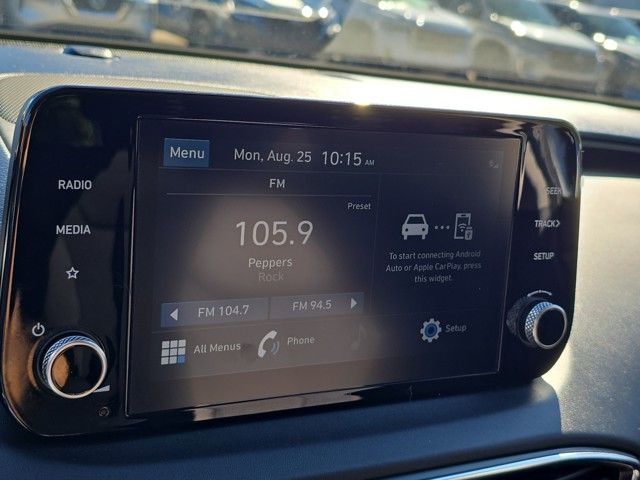 Menu Mon, Aug. 25 10:15 AM
RADIO
MEDIA
FM
Preset
105.9
Peppers
Rock
FM 104.7 FM 94.5
To start connecting Android
Auto or Apple CarPlay, press
this widget.
All Menus
Phone
Setup
SEEK
TRACK
SETUP